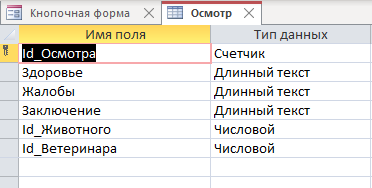 Кнопочная форма Осмотр
Имя поля Тип данных
Id_Осмотра Счетчик
Здоровье Длинный текст
Жалобы Длинный текст
Заключение Длинный текст
Id_Животного Числовой
Id_Ветеринара Числовой